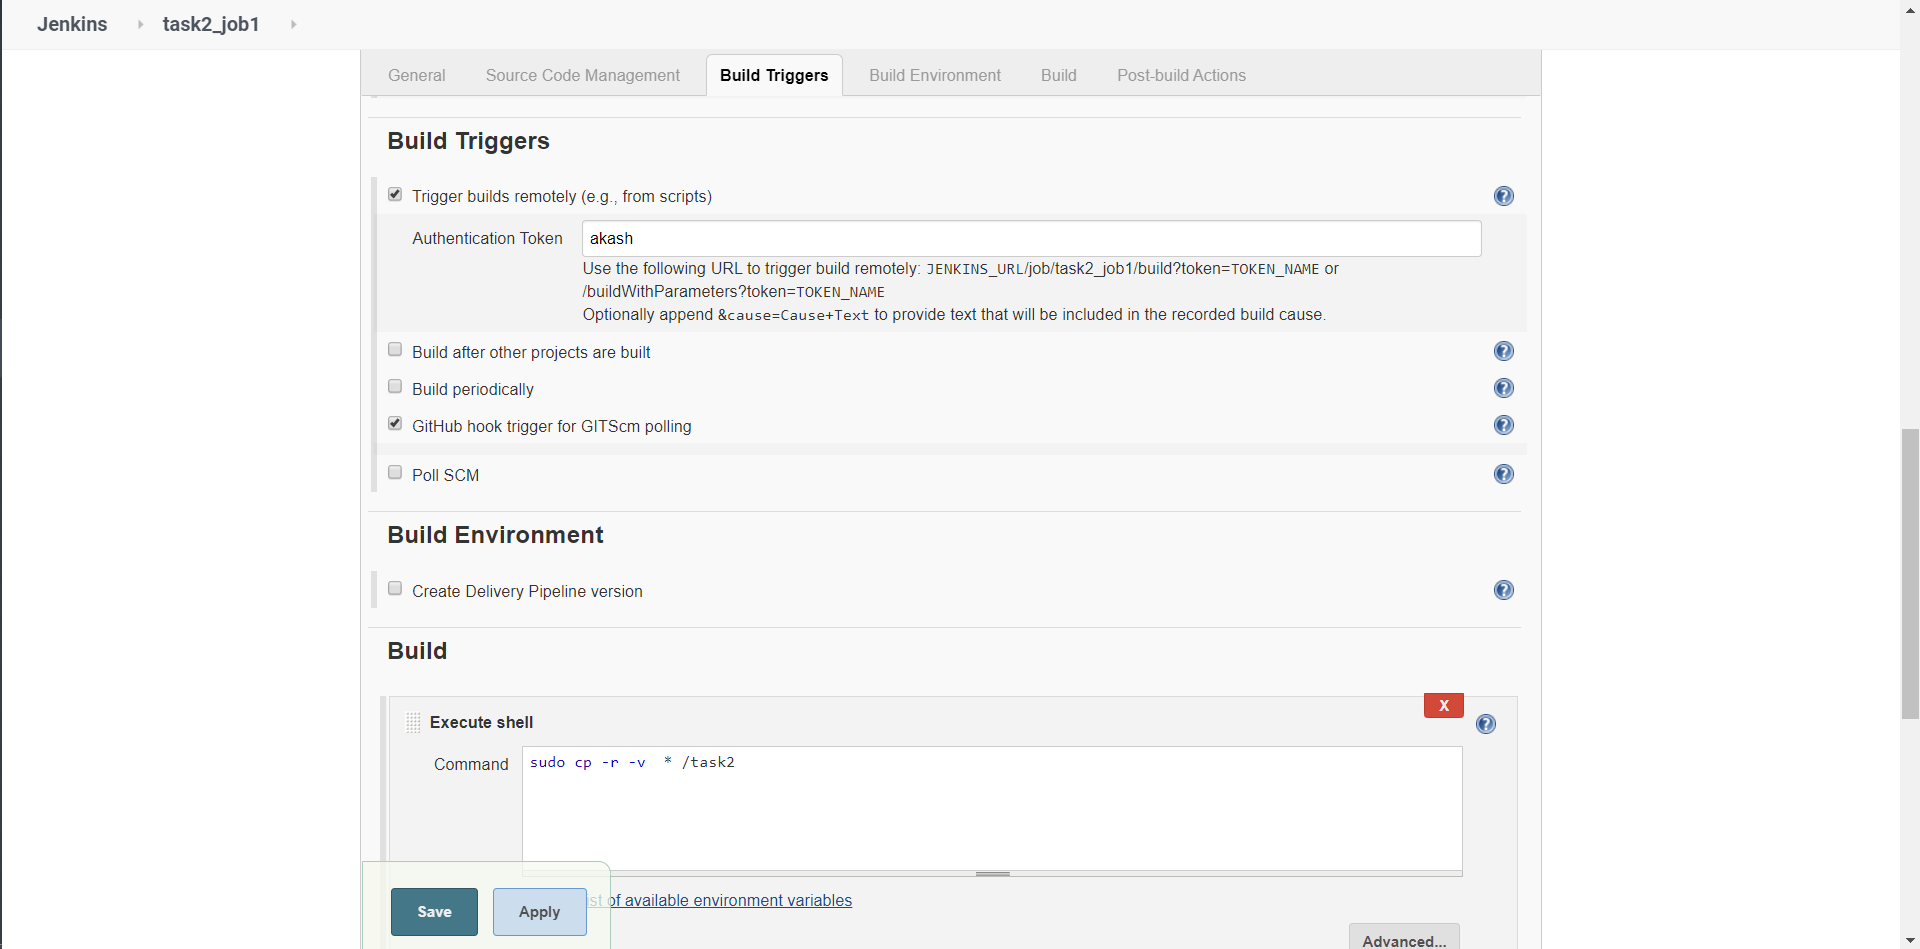 Jenkins task2_job1
General Source Code Management Build Triggers Build Environment Build Post-build Actions
Build Triggers
Trigger builds remotely (e.g., from scripts)
Authentication Token akash
Use the following URL to trigger build remotely: JENKINS_URL/job/task2_job1/build?token=TOKEN_NAME or
/buildWithParameters?token=TOKEN_NAME
Optionally append &cause=Cause+Text to provide text that will be included in the recorded build cause.
Build after other projects are built
Build periodically
GitHub hook trigger for GITScm polling
Poll SCM
Build Environment
Create Delivery Pipeline version
Build
X
Execute shell
Command sudo cp -r -v  * /task2
of available environment variables
Save Apply
Advanced...